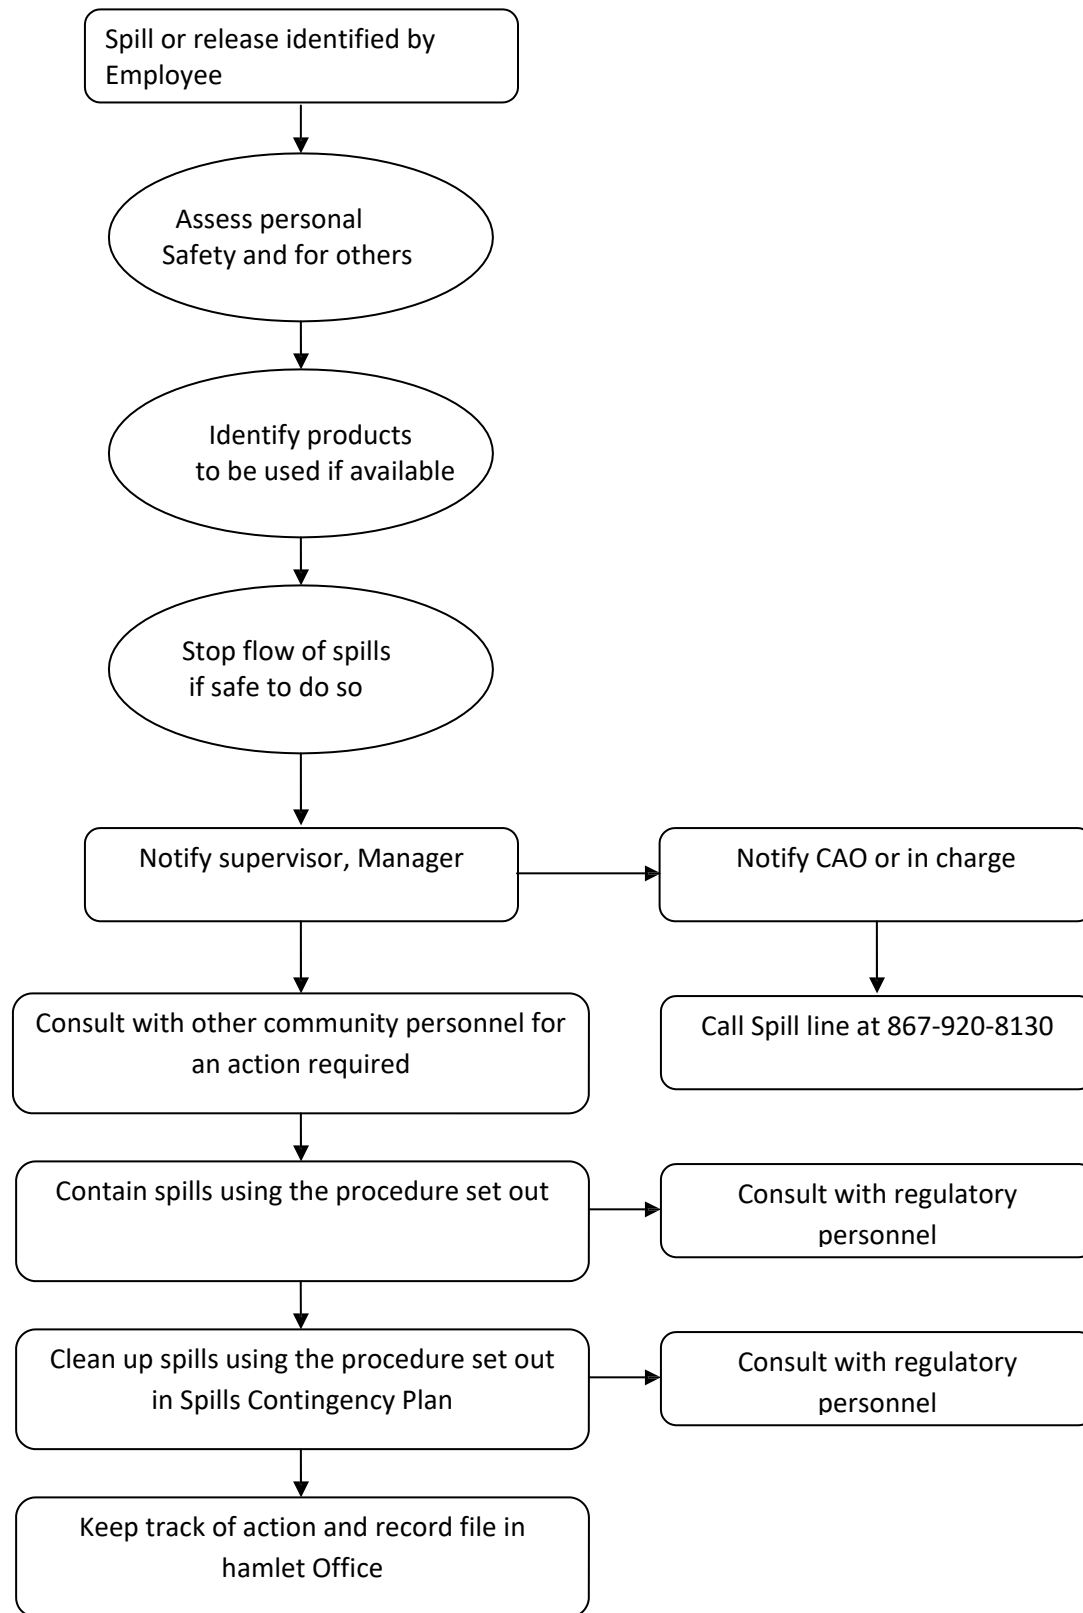 Spill or release identified by
Employee
Assess personal
Safety and for others
Identify products
to be used if available
Stop flow of spills
if safe to do so
Notify supervisor, Manager
Notify CAO or in charge
Consult with other community personnel for
an action required
Call Spill line at 867-920-8130
Contain spills using the procedure set out
Consult with regulatory
personnel
Clean up spills using the procedure set out
in Spills Contingency Plan
Consult with regulatory
personnel
Keep track of action and record file in
hamlet Office